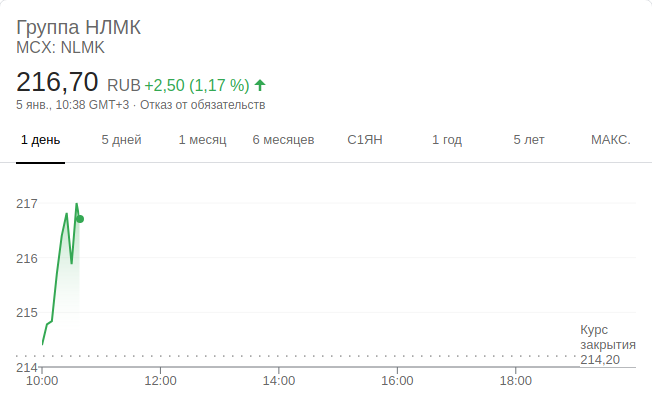 Группа НЛМК
MCX: NLMK
216,70 RUB +2,50 (1,17 %)
5 янв., 10:38 GMT+3 · Отказ от обязательств
1 день 5 дней 1 месяц 6 месяцев С1ЯН 1 год 5 лет МАКС.
217
216
215
Курс
закрытия
214,20
214
10:00 12:00 14:00 16:00 18:00